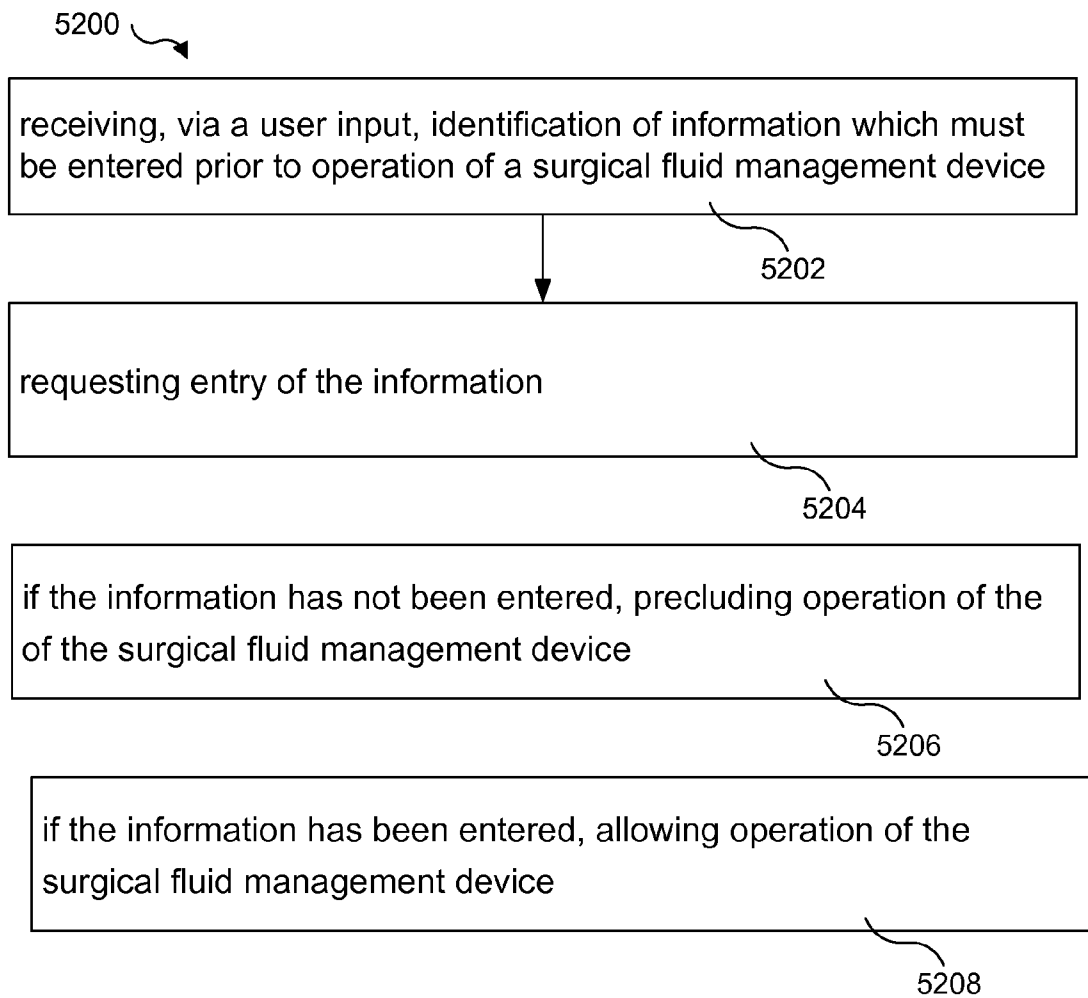 5200
receiving, via a user input, identification of information which must
be entered prior to operation of a surgical fluid management device
5202
requesting entry of the information
5204
if the information has not been entered, precluding operation of the
of the surgical fluid management device
5206
if the information has been entered, allowing operation of the
surgical fluid management device
5208